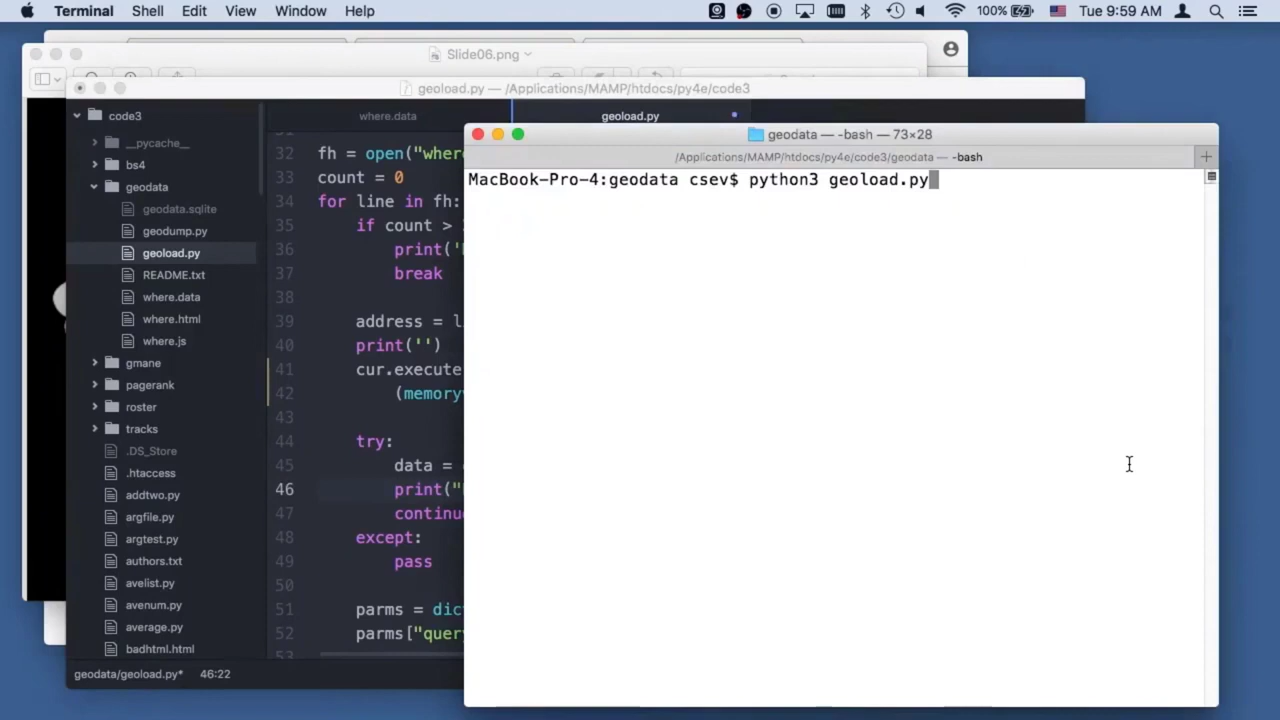 Terminal Shell Edit View Window Help 100% Tue 9:59 AM
Slide06.png
geoload.py — /Applications/MAMP/htdocs/py4e/code3
code3
__pycache__
bs4
geodata
geodata.sqlite
geodump.py
geoload.py
README.txt
where.data
where.html
where.js
gmane
pagerank
roster
tracks
.DS_Store
.htaccess
addtwo.py
argfile.py
argtest.py
authors.txt
avelist.py
avenum.py
average.py
badhtml.html
geodata/geoload.py* 46:22
where.data geoload.py
32 fh = open("where
33 count = 0
34 for line in fh:
35 if count >
36 print('
37 break
38
39 address = l
40 print('')
41 cur.execute
42 (memoryv
43
44 try:
45 data =
46 print("
47 continue
48 except:
49 pass
50
51 parms = dict
52 parms["query
53
geodata — -bash — 73×28
/Applications/MAMP/htdocs/py4e/code3/geodata — -bash
MacBook-Pro-4:geodata csev$ python3 geoload.py